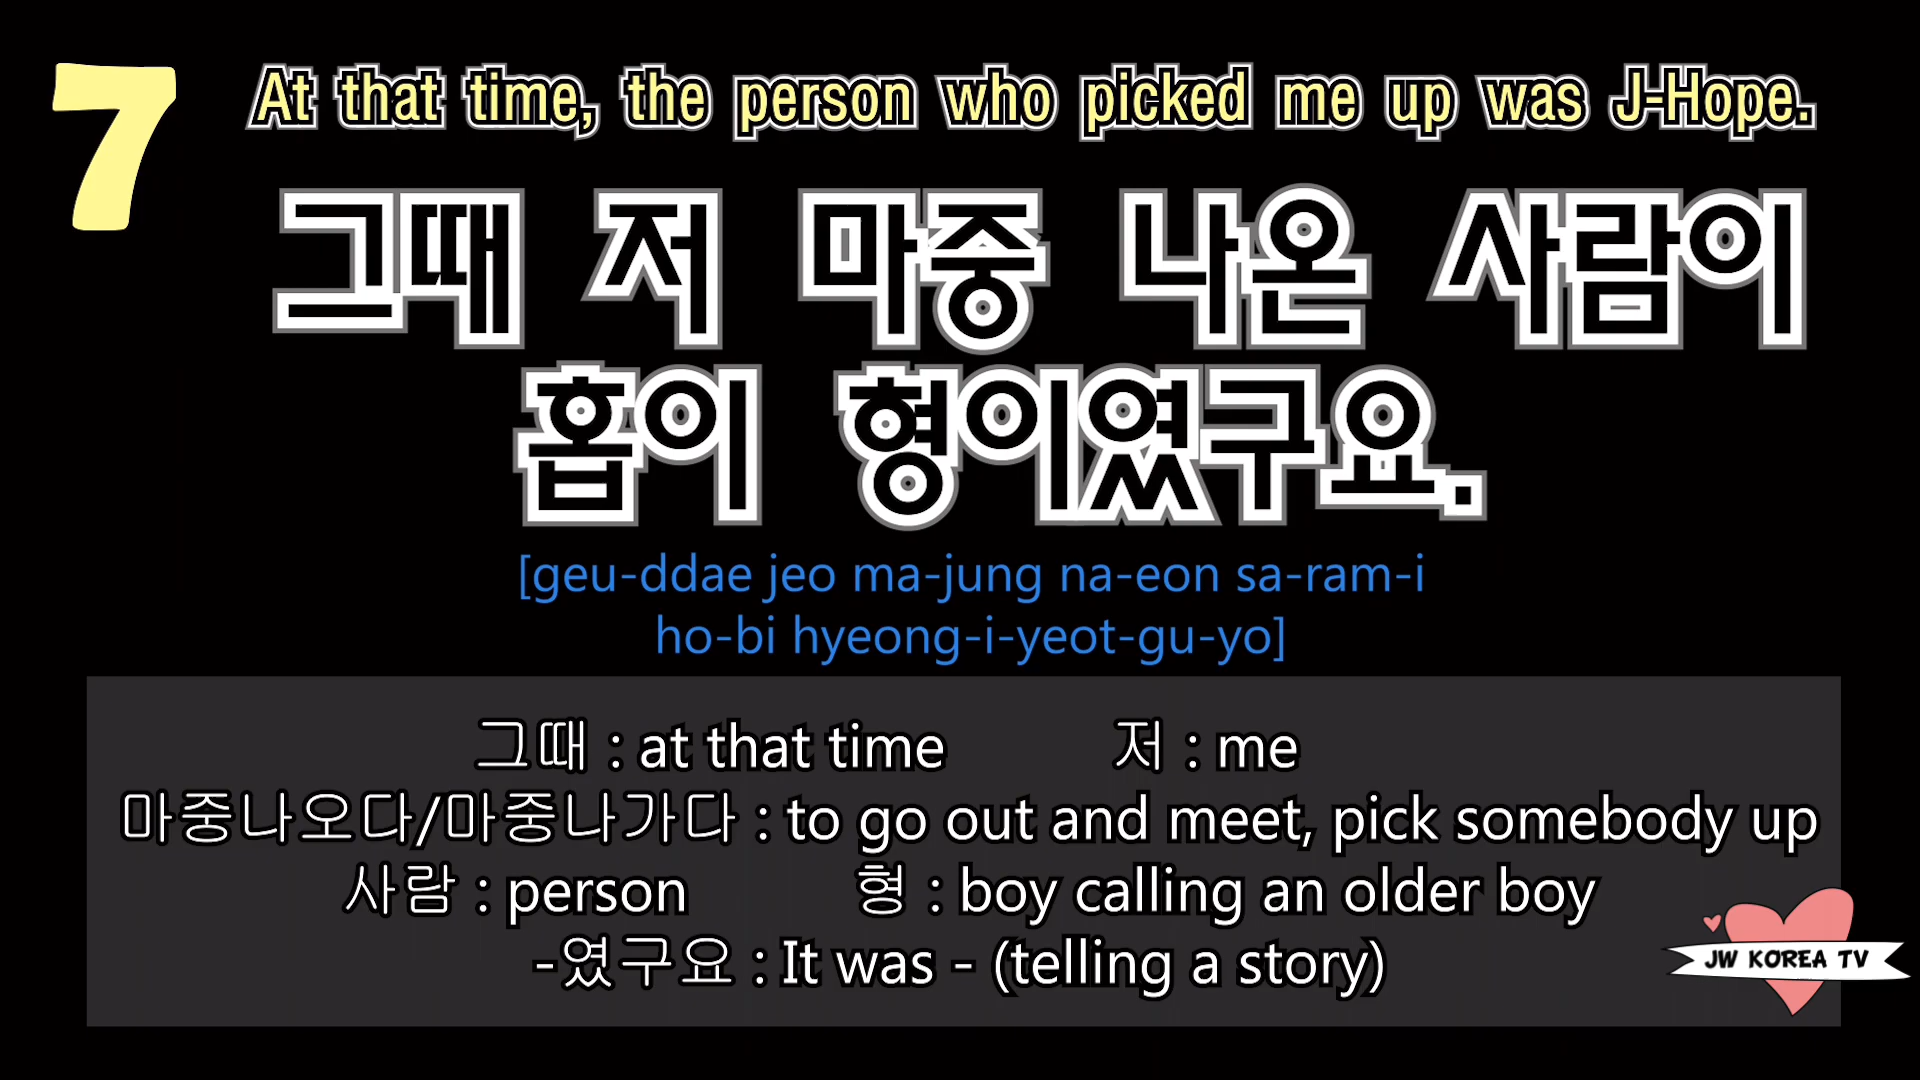 7
At that time, the person who picked me up was J-Hope.
그때 저 마중 나온 사람이
홉이 형이였구요.
[geu-ddae jeo ma-jung na-eon sa-ram-i
ho-bi hyeong-i-yeot-gu-yo]
그때 : at that time 저 : me
마중나오다/마중나가다 : to go out and meet, pick somebody up
사람 : person 형 : boy calling an older boy
-였구요 : It was - (telling a story)
JW KOREA TV